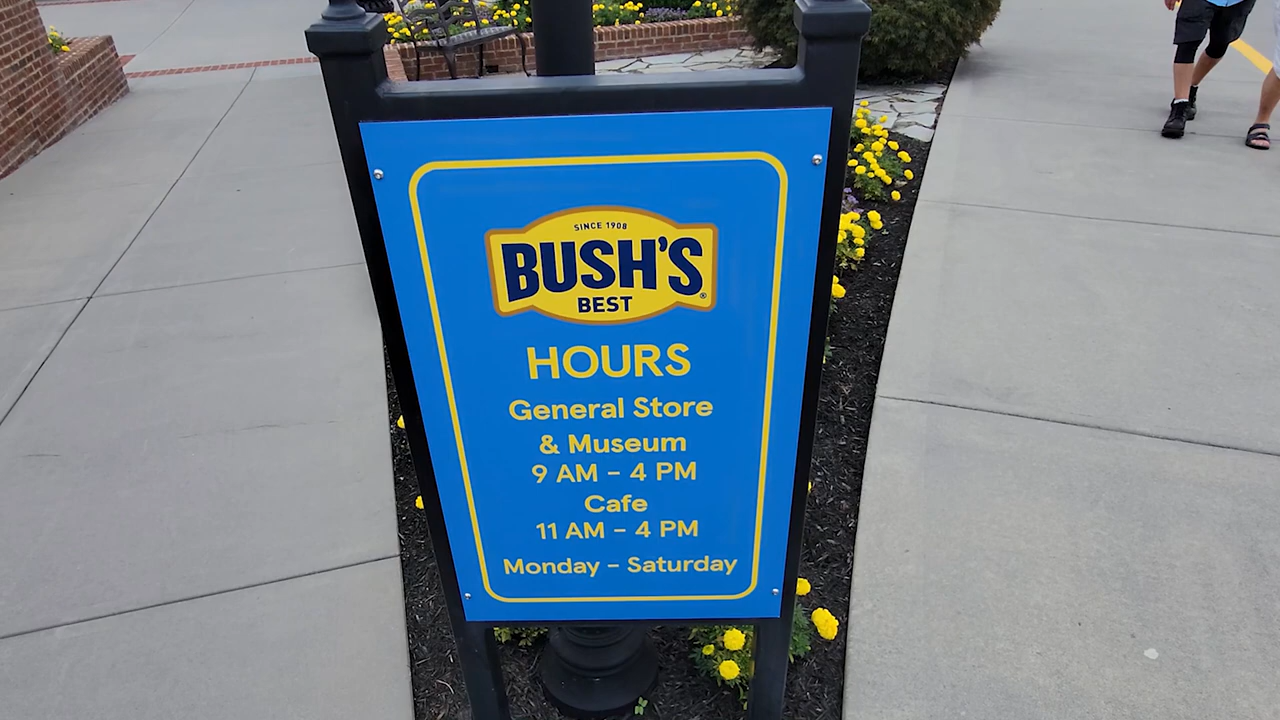 SINCE 1908
BUSH'S
BEST
®
HOURS
General Store
& Museum
9 AM – 4 PM
Cafe
11 AM – 4 PM
Monday – Saturday